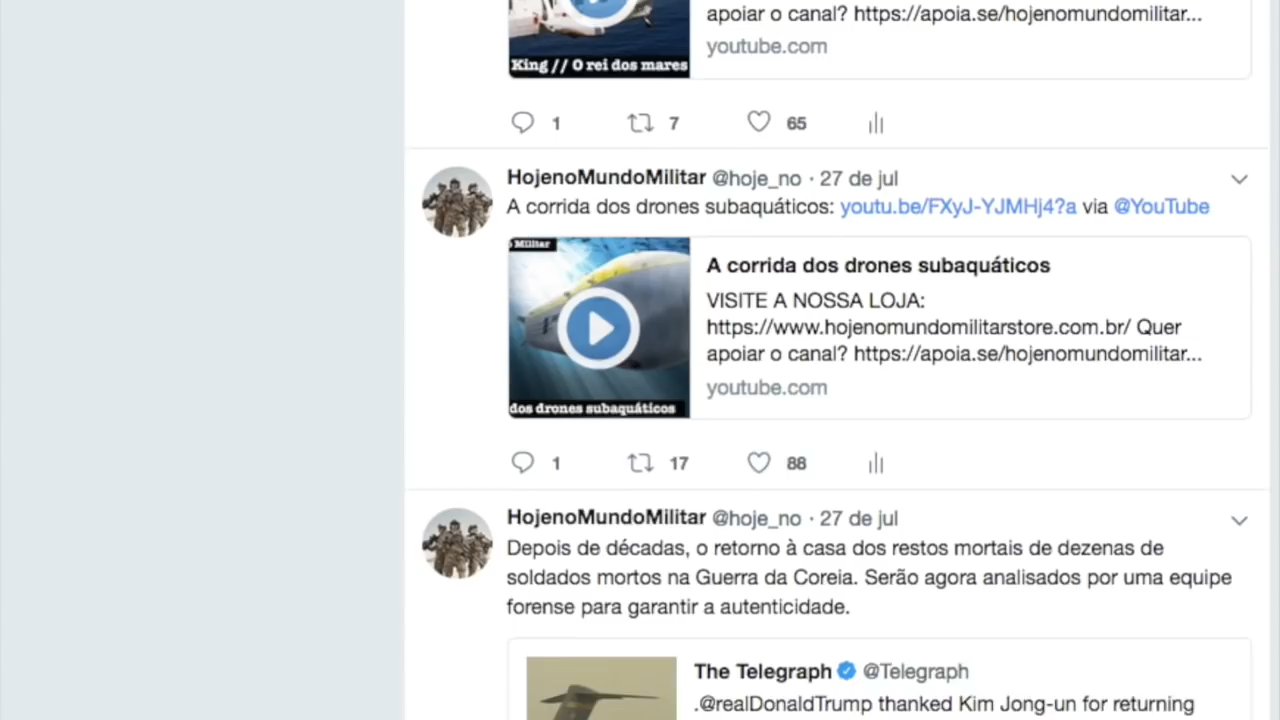 apoiar o canal? https://apoia.se/hojenomundomilitar...
youtube.com
King // O rei dos mares
1 7 65
HojenoMundoMilitar @hoje_no · 27 de jul
A corrida dos drones subaquáticos: youtu.be/FXyJ-YJMHj4?a via @YouTube
Militar
A corrida dos drones subaquáticos
VISITE A NOSSA LOJA:
https://www.hojenomundomilitarstore.com.br/ Quer
apoiar o canal? https://apoia.se/hojenomundomilitar...
youtube.com
dos drones subaquáticos
1 17 88
HojenoMundoMilitar @hoje_no · 27 de jul
Depois de décadas, o retorno à casa dos restos mortais de dezenas de
soldados mortos na Guerra da Coreia. Serão agora analisados por uma equipe
forense para garantir a autenticidade.
The Telegraph @Telegraph
.@realDonaldTrump thanked Kim Jong-un for returning